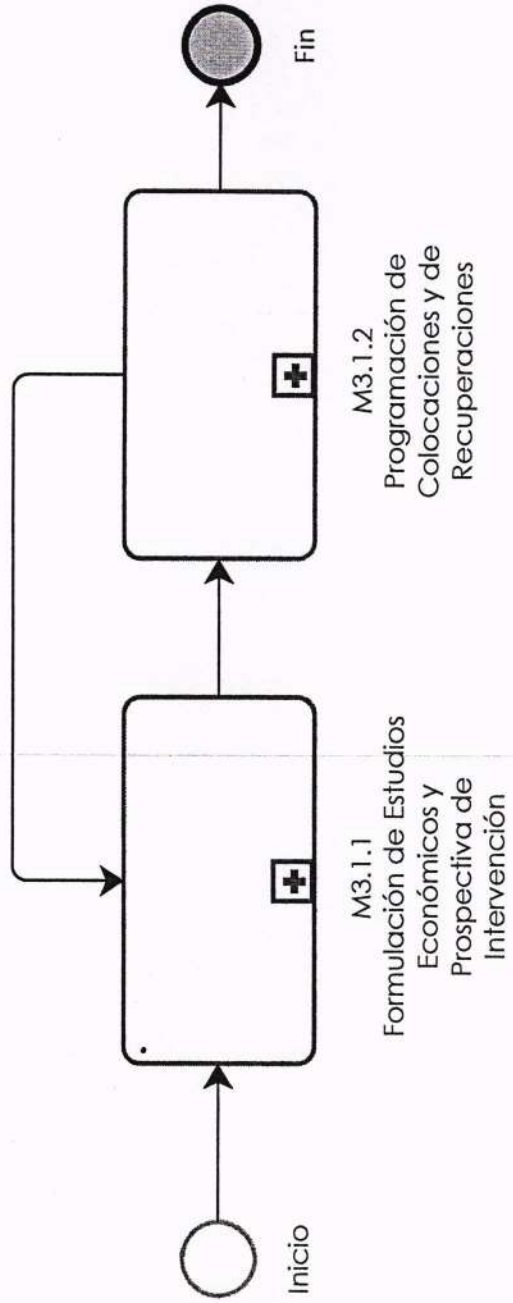 Inicio
M3.1.1
Formulación de Estudios
Económicos y
Prospectiva de
Intervención
M3.1.2
Programación de
Colocaciones y de
Recuperaciones
Fin